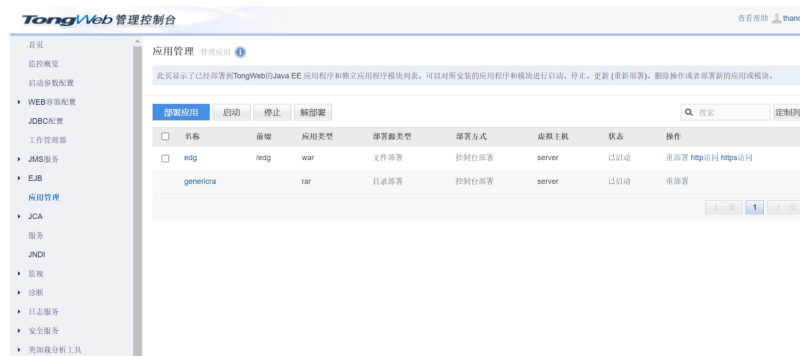 TongWeb 管理控制台
查看帮助 thanc
首页
监控概览
启动参数配置
WEB容器配置
JDBC配置
工作管理器
JMS服务
EJB
应用管理
JCA
服务
JNDI
监视
诊断
日志服务
安全服务
类加载分析工具
应用管理 管理应用
此页显示了已经部署到TongWeb的Java EE 应用程序和独立应用程序模块列表。可以对所安装的应用程序和模块进行启动、停止、更新 (重新部署)、删除操作或者部署新的应用或模块。
部署应用 启动 停止 解部署 搜索 定制列
名称 前缀 应用类型 部署源类型 部署方式 虚拟主机 状态 操作
edg /edg war 文件部署 控制台部署 server 已启动 重部署 http访问 https访问
genericra rar 目录部署 控制台部署 server 已启动 重部署
上一页 1 下一页